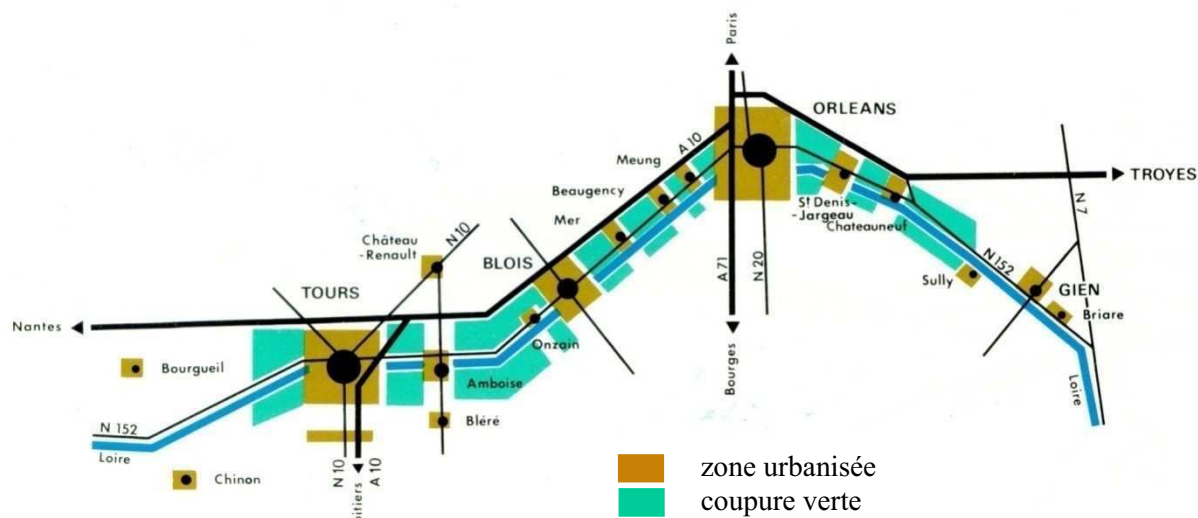 Paris
ORLEANS
A 10
Meung
Beaugency
Mer
TROYES
St Denis-
-Jargeau
Chateauneuf
N 7
N 10
Château
-Renault
BLOIS
A 71
N 20
N 152
Sully
GIEN
Briare
TOURS
Nantes
Onzain
Bourgueil
Amboise
Bourges
Loire
Bléré
N 152
Loire
N 10
A 10
Chinon
itiers
zone urbanisée
coupure verte